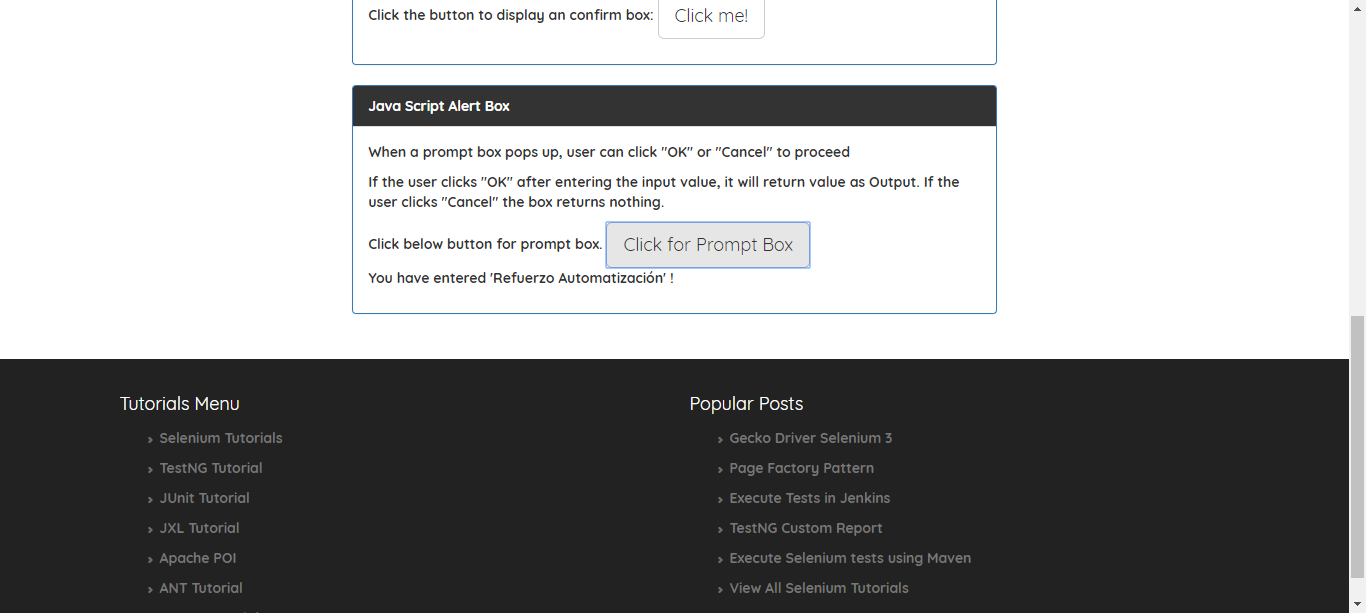 Click the button to display an confirm box: Click me!
Java Script Alert Box
When a prompt box pops up, user can click "OK" or "Cancel" to proceed
If the user clicks "OK" after entering the input value, it will return value as Output. If the
user clicks "Cancel" the box returns nothing.
Click below button for prompt box. Click for Prompt Box
You have entered 'Refuerzo Automatización' !
Tutorials Menu
› Selenium Tutorials
› TestNG Tutorial
› JUnit Tutorial
› JXL Tutorial
› Apache POI
› ANT Tutorial
Popular Posts
› Gecko Driver Selenium 3
› Page Factory Pattern
› Execute Tests in Jenkins
› TestNG Custom Report
› Execute Selenium tests using Maven
› View All Selenium Tutorials